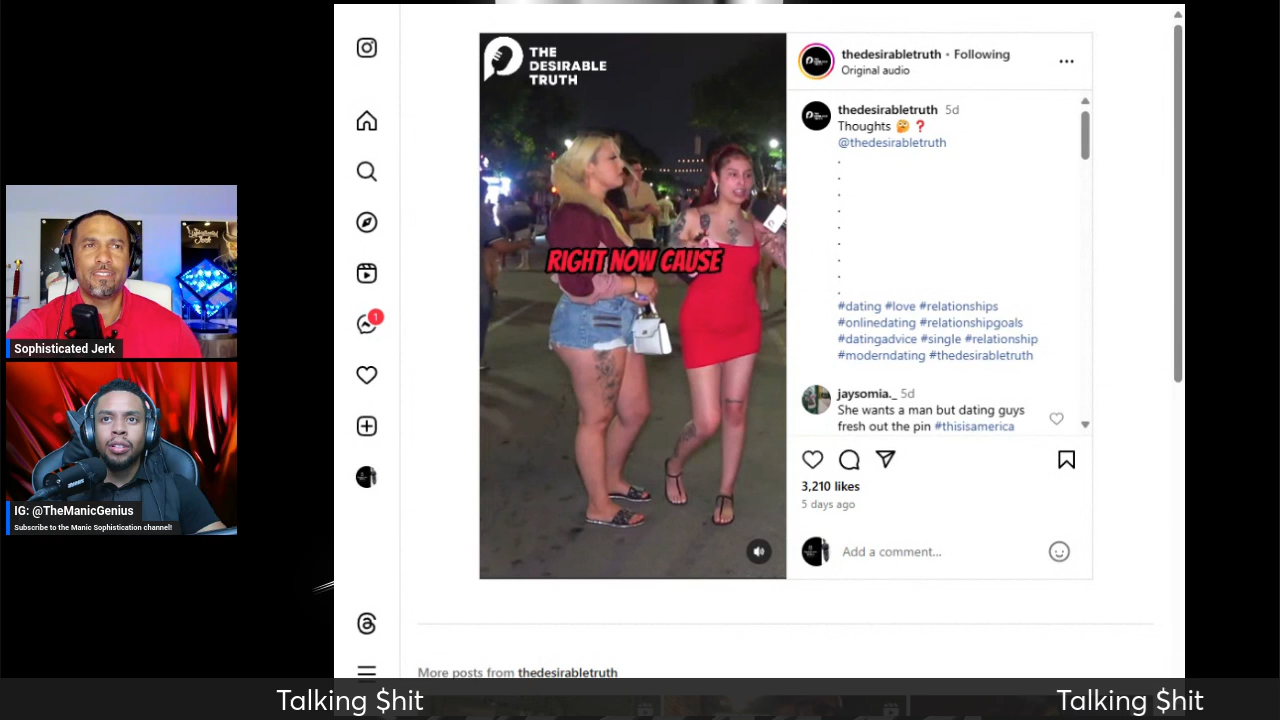 THE
DESIRABLE
TRUTH
RIGHT NOW CAUSE
thedesirabletruth • Following
Original audio
thedesirabletruth 5d
Thoughts 🤔 ❓
@thedesirabletruth
.
.
.
.
.
.
.
.
.
#dating #love #relationships
#onlinedating #relationshipgoals
#datingadvice #single #relationship
#moderndating #thedesirabletruth
jaysomia._ 5d
She wants a man but dating guys
fresh out the pin #thisisamerica
3,210 likes
5 days ago
Add a comment...
More posts from thedesirabletruth
1
Sophisticated Jerk
IG: @TheManicGenius
Subscribe to the Manic Sophistication channel!
Talking $hit
Talking $hit